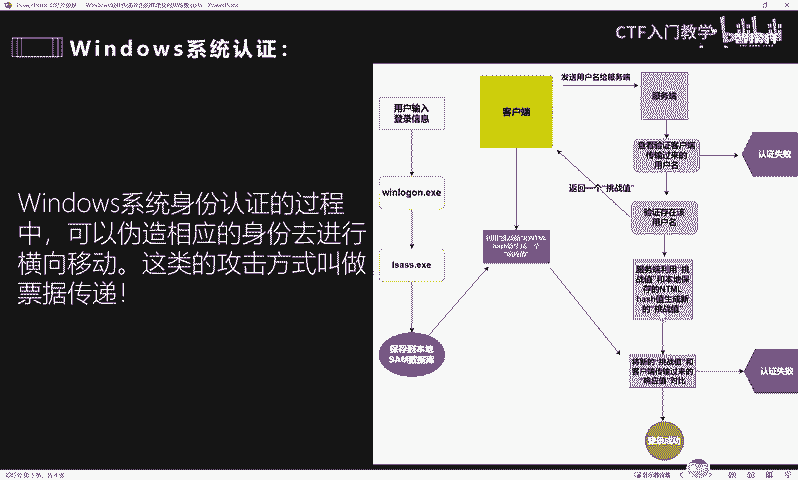 CTF入门教学
Windows系统认证：
Windows系统身份认证的过程
中，可以伪造相应的身份去进行
横向移动。这类的攻击方式叫做
票据传递！
用户输入
登录信息
winlogon.exe
lsass.exe
保存到本地
SAM数据库
客户端
发送用户名给服务端
服务端
查看验证客户端
传输过来的
用户名
认证失败
返回一个“挑战值”
验证存在该
用户名
服务端利用“挑
战值”和本地保
存的NTML
hash值生成新
的“挑战值”
将新的“挑战值”和
客户端传输过来的
“响应值”对比
认证失败
登录成功